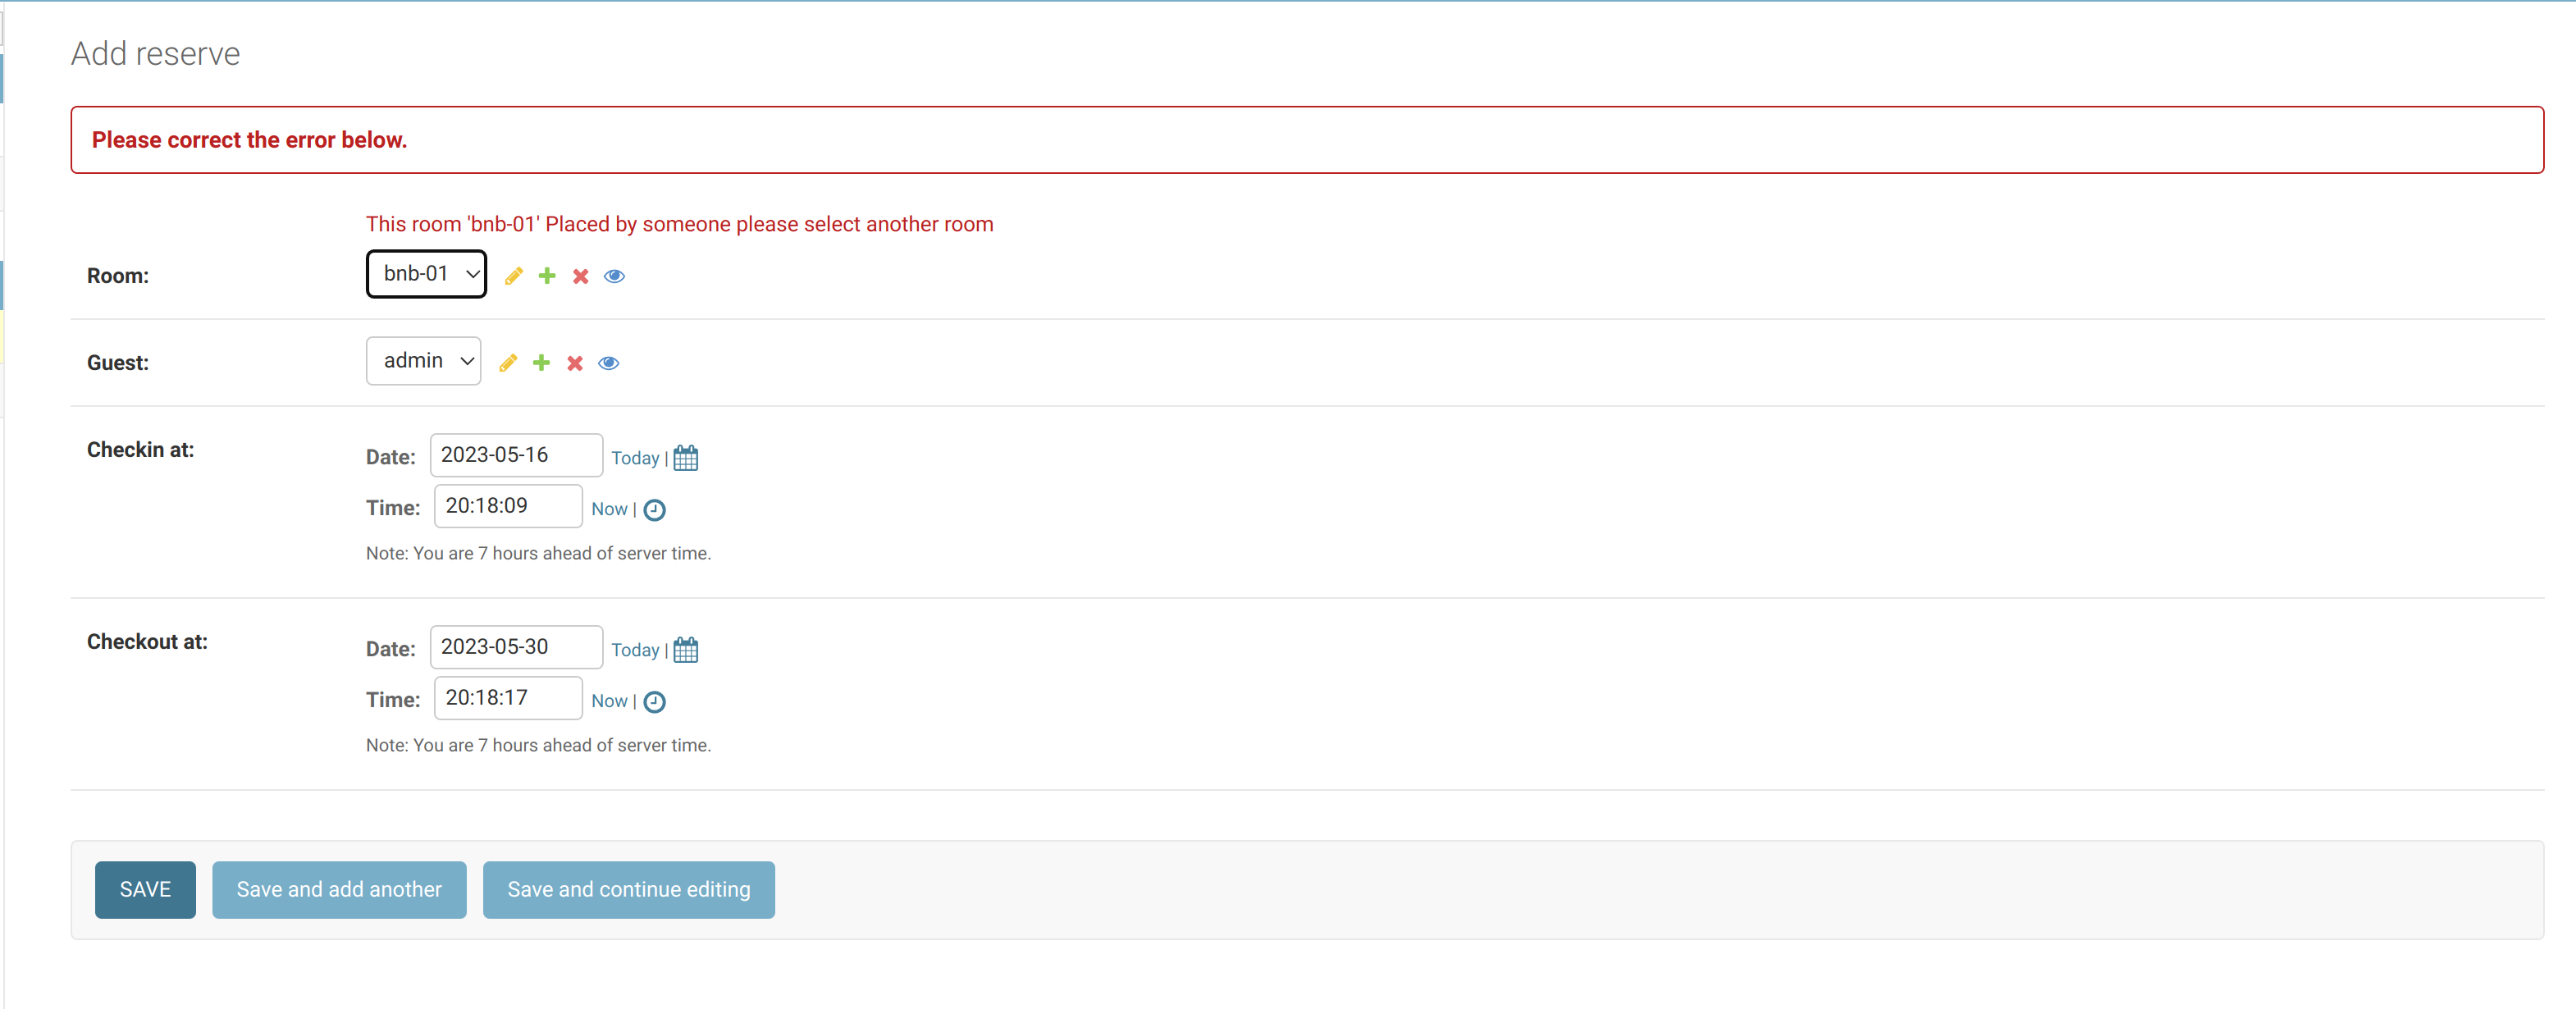 Add reserve
Please correct the error below.
This room 'bnb-01' Placed by someone please select another room
Room: bnb-01
Guest: admin
Checkin at: Date: 2023-05-16 Today |
Time: 20:18:09 Now |
Note: You are 7 hours ahead of server time.
Checkout at: Date: 2023-05-30 Today |
Time: 20:18:17 Now |
Note: You are 7 hours ahead of server time.
SAVE Save and add another Save and continue editing